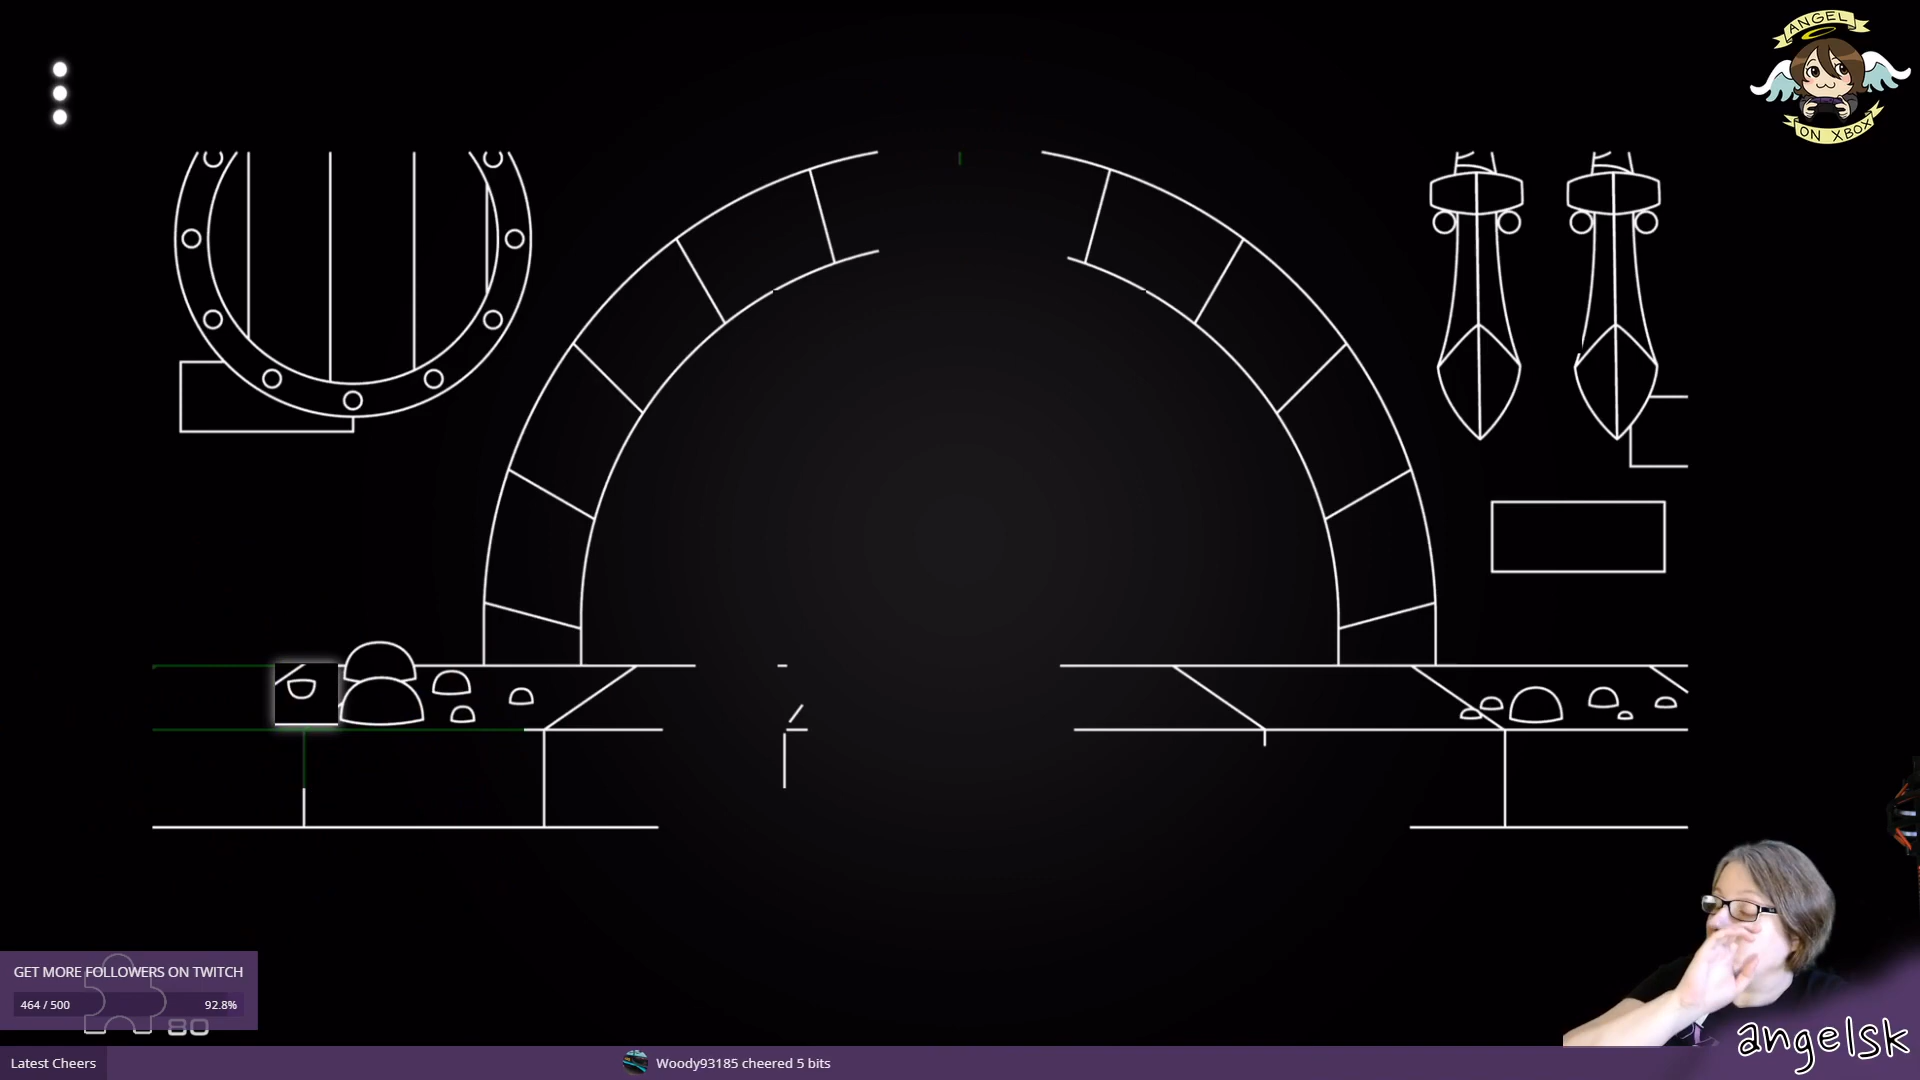 ANGEL
ON XBOX
GET MORE FOLLOWERS ON TWITCH
464 / 500
92.8%
80
Latest Cheers
Woody93185 cheered 5 bits
angelsk